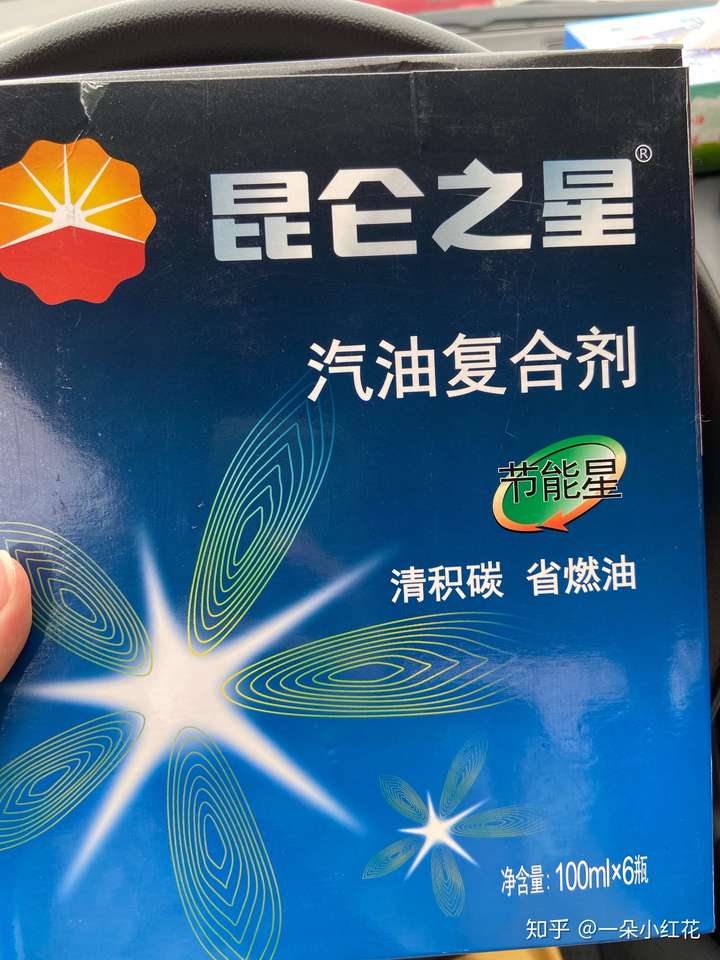 昆仑之星®
汽油复合剂
节能星
清积碳 省燃油
净含量: 100ml×6瓶
知乎 @一朵小红花